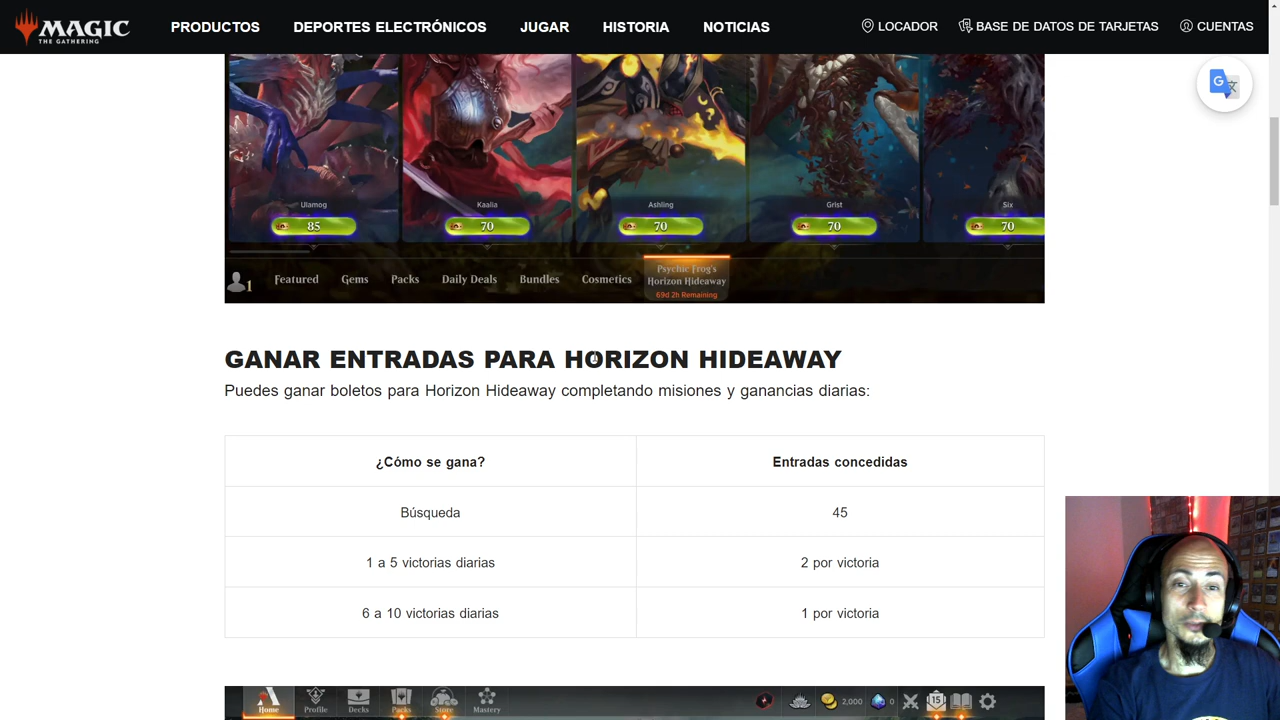 MAGIC
THE GATHERING
PRODUCTOS
DEPORTES ELECTRÓNICOS
JUGAR
HISTORIA
NOTICIAS
LOCADOR
BASE DE DATOS DE TARJETAS
CUENTAS
G
Ulamog
Kaalia
Ashling
Grist
Six
85
70
70
70
70
1
Featured
Gems
Packs
Daily Deals
Bundles
Cosmetics
Psychic Frog's
Horizon Hideaway
69d 2h Remaining
GANAR ENTRADAS PARA HORIZON HIDEAWAY
Puedes ganar boletos para Horizon Hideaway completando misiones y ganancias diarias:
¿Cómo se gana?
Entradas concedidas
Búsqueda
45
1 a 5 victorias diarias
2 por victoria
6 a 10 victorias diarias
1 por victoria
Home
Profile
Decks
Packs
Store
Mastery
2,000
0
15